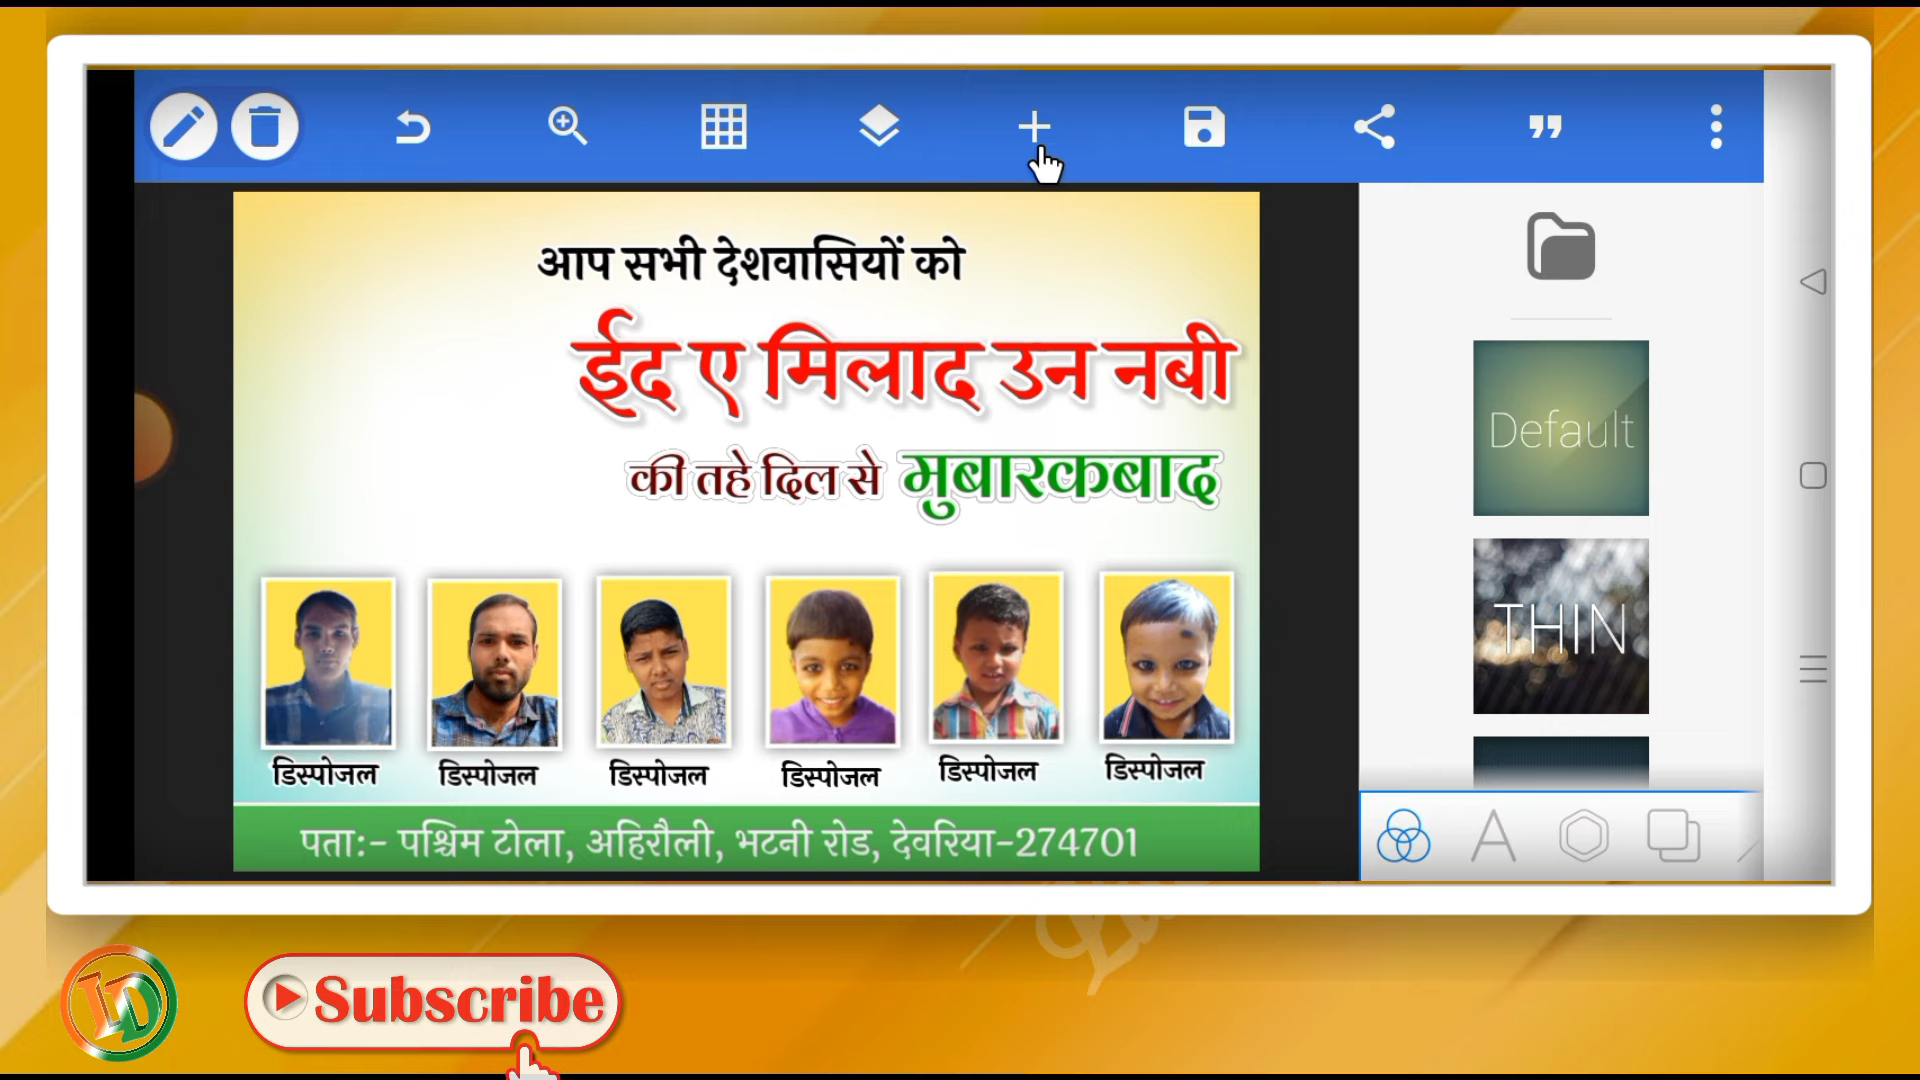 आप सभी देशवासियों को
ईद ए मिलाद उन नबी
की तहे दिल से मुबारकबाद
डिस्पोजल डिस्पोजल डिस्पोजल डिस्पोजल डिस्पोजल डिस्पोजल
पताः- पश्चिम टोला, अहिरौली, भटनी रोड, देवरिया-274701
Default
THIN
Subscribe